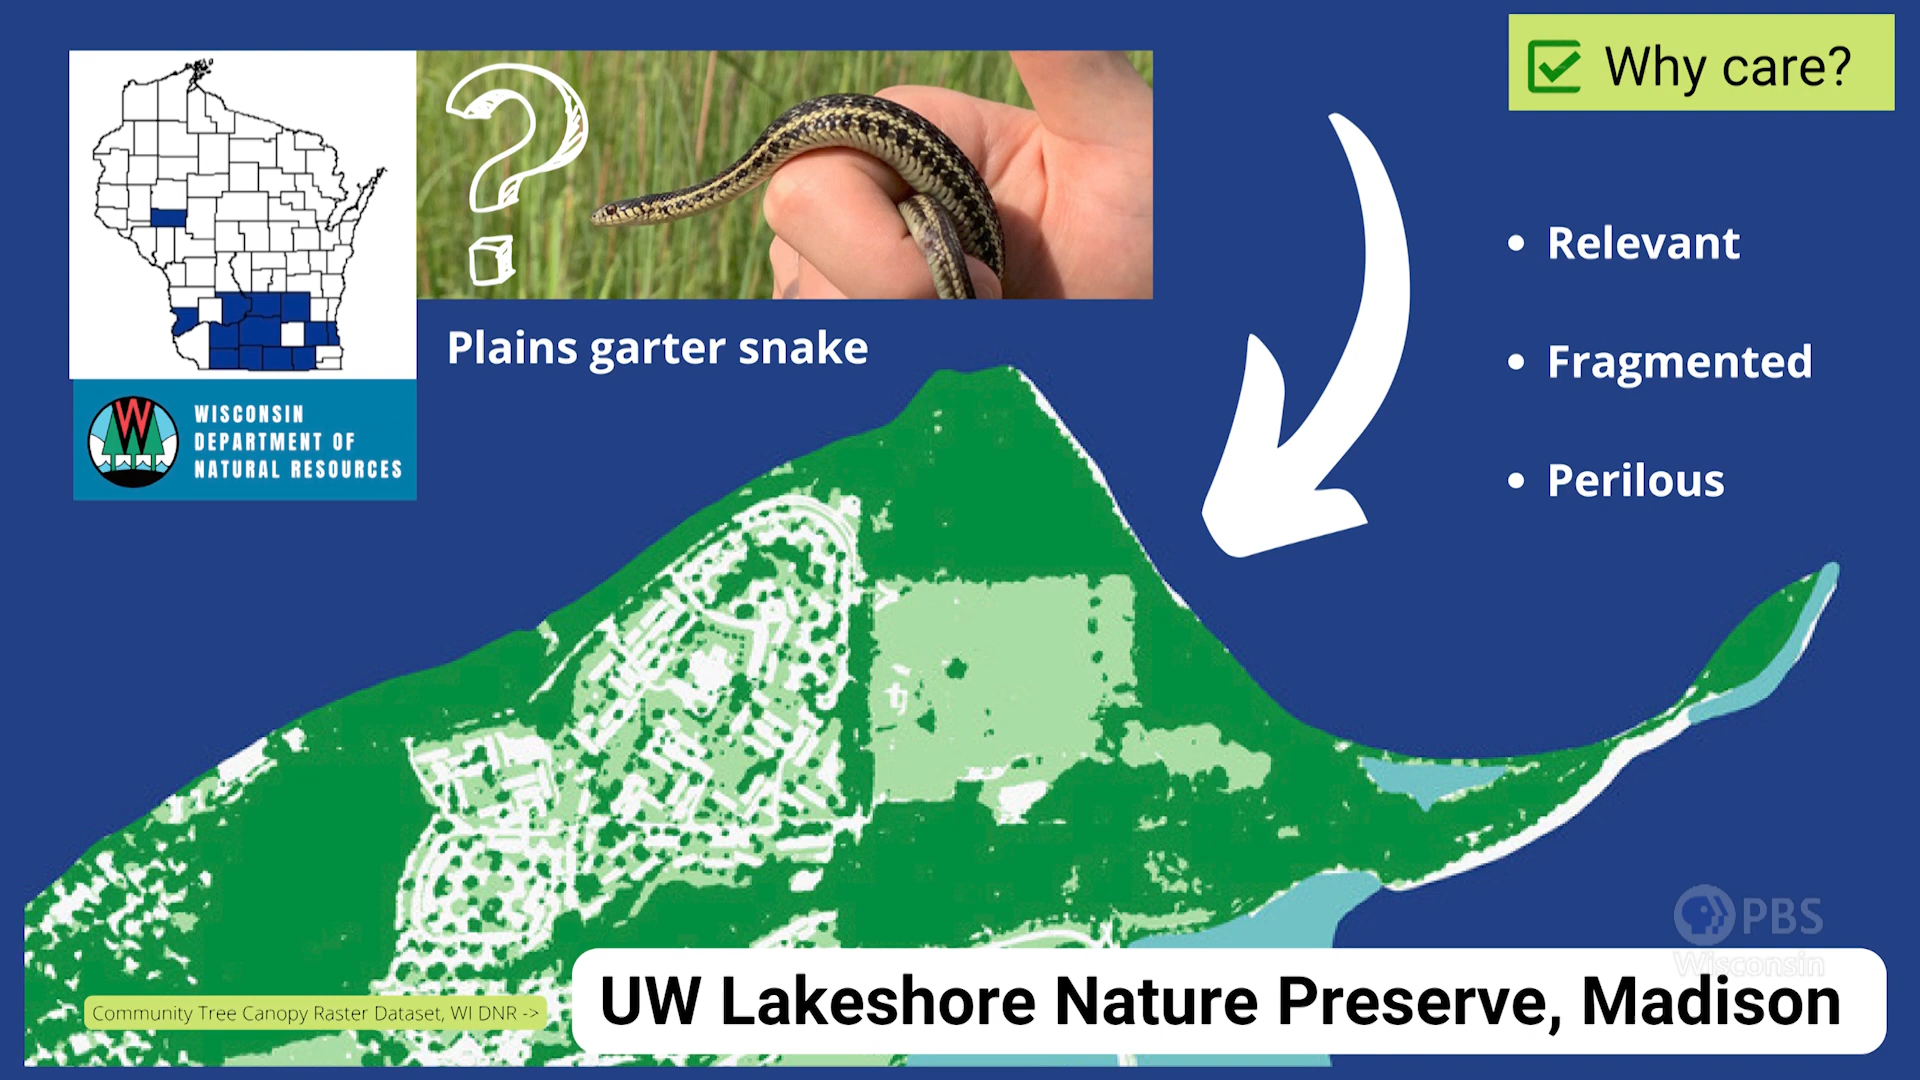 Why care?
Plains garter snake
WISCONSIN
DEPARTMENT OF
NATURAL RESOURCES
• Relevant
• Fragmented
• Perilous
PBS
Wisconsin
UW Lakeshore Nature Preserve, Madison
Community Tree Canopy Raster Dataset, WI DNR ->